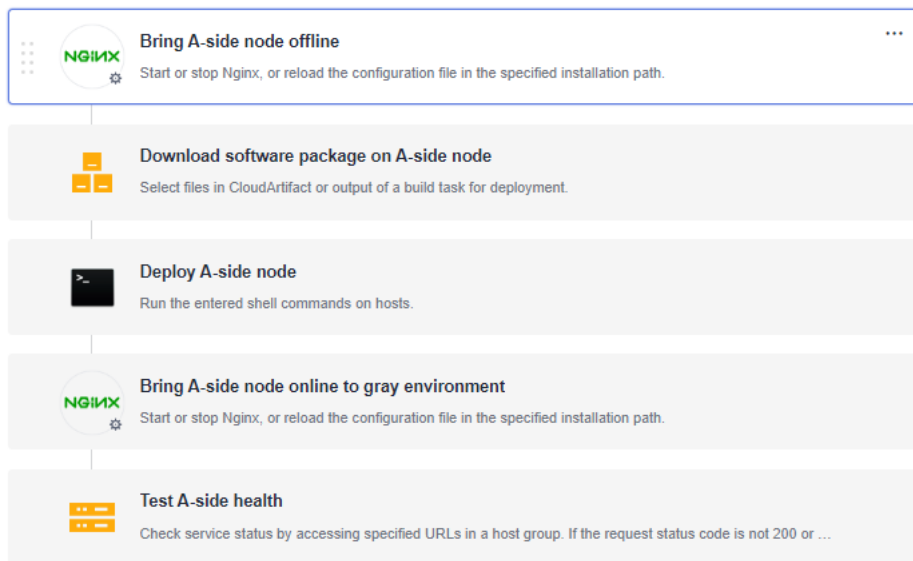 NGINX
Bring A-side node offline
Start or stop Nginx, or reload the configuration file in the specified installation path.
Download software package on A-side node
Select files in CloudArtifact or output of a build task for deployment.
>_
Deploy A-side node
Run the entered shell commands on hosts.
NGINX
Bring A-side node online to gray environment
Start or stop Nginx, or reload the configuration file in the specified installation path.
Test A-side health
Check service status by accessing specified URLs in a host group. If the request status code is not 200 or ...